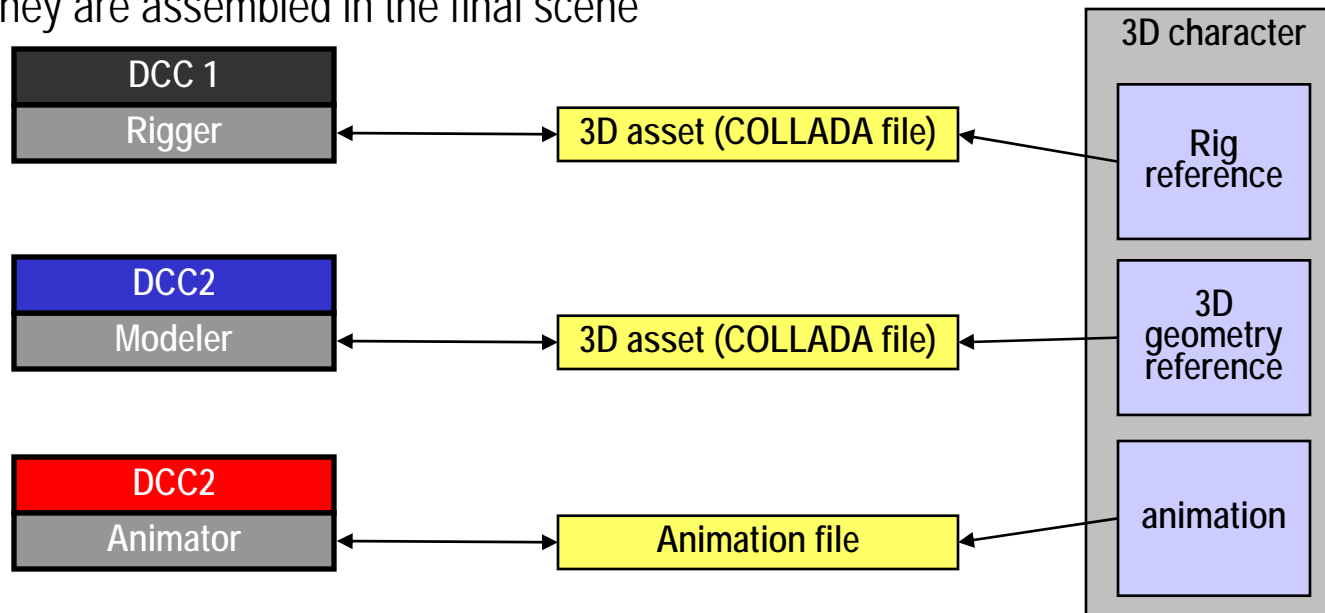 hey are assembled in the final scene
3D character
DCC 1
Rigger
3D asset (COLLADA file)
Rig
reference
DCC2
Modeler
3D asset (COLLADA file)
3D
geometry
reference
DCC2
Animator
Animation file
animation